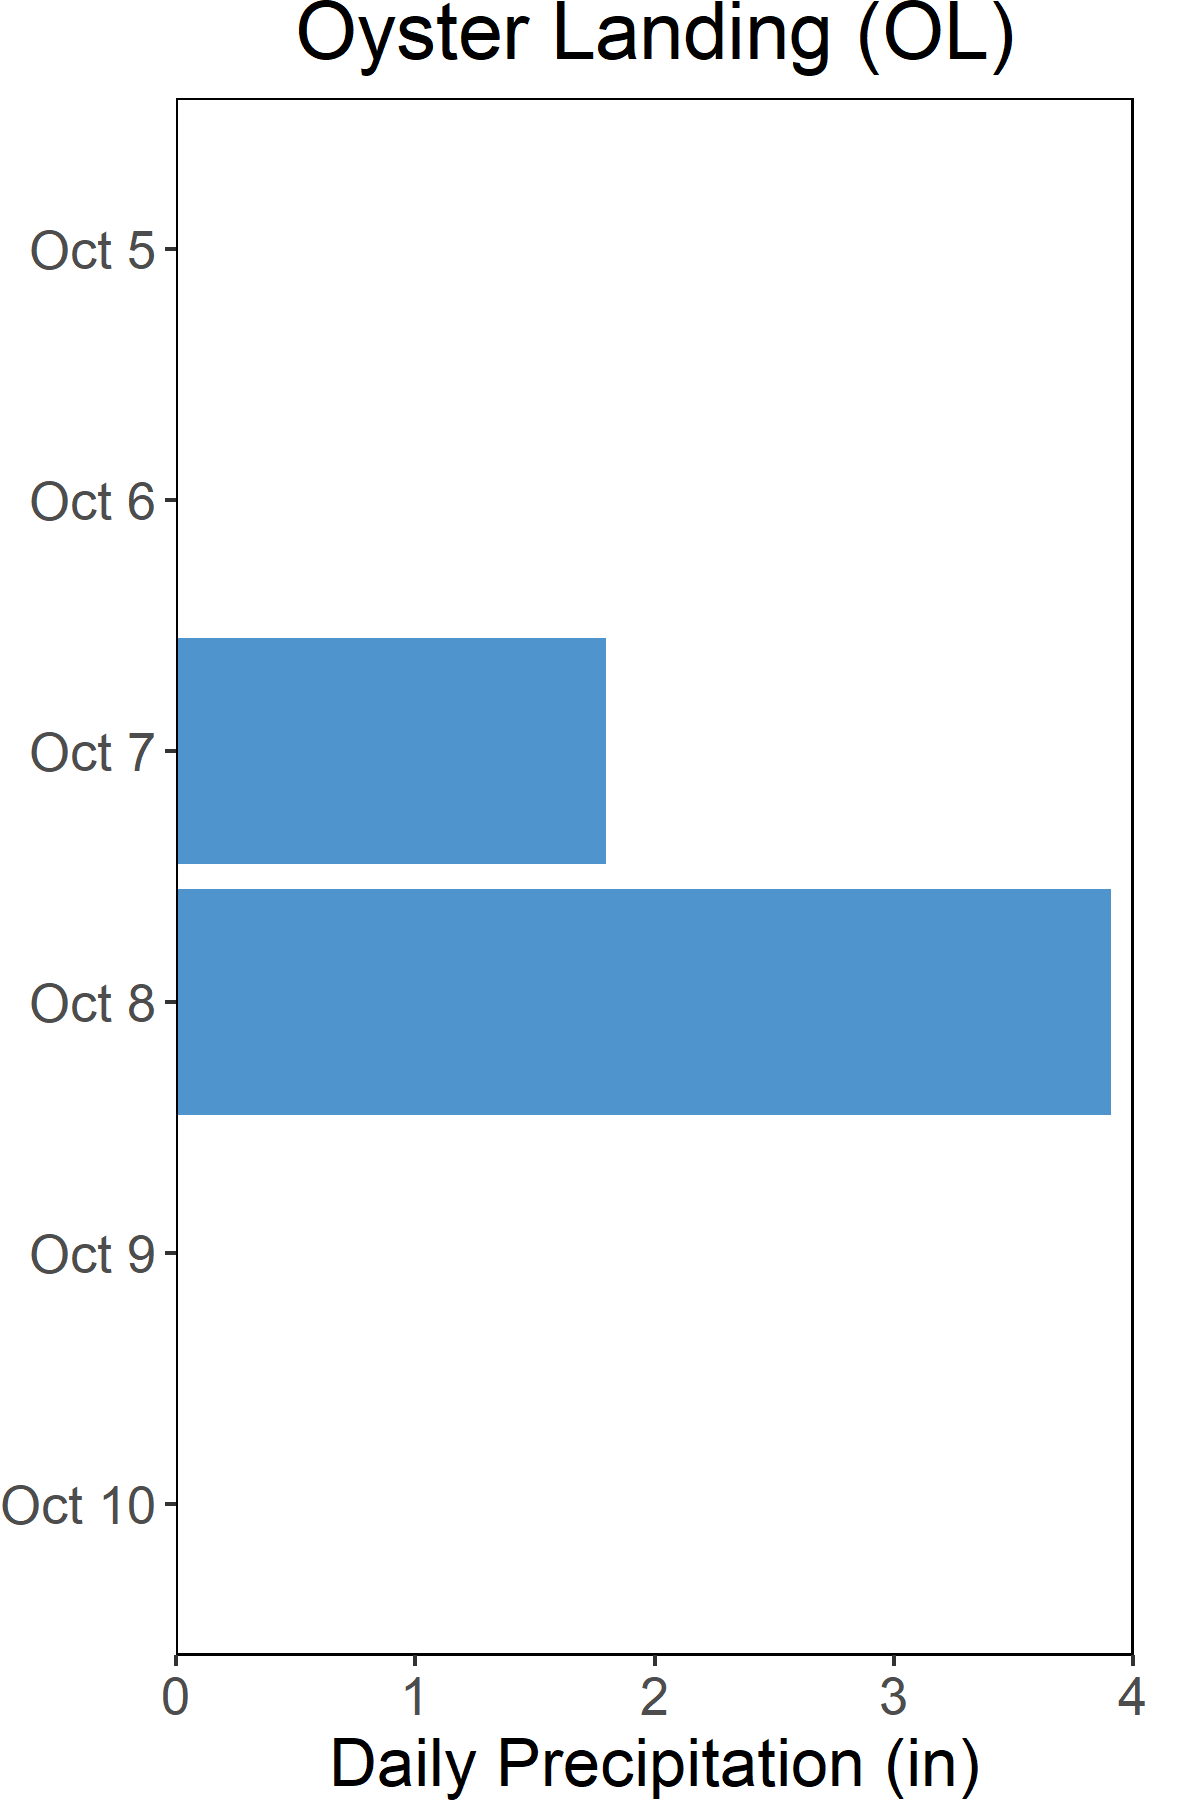 Oyster Landing (OL)
Oct 5
Oct 6
Oct 7
Oct 8
Oct 9
Oct 10
0 1 2 3 4
Daily Precipitation (in)